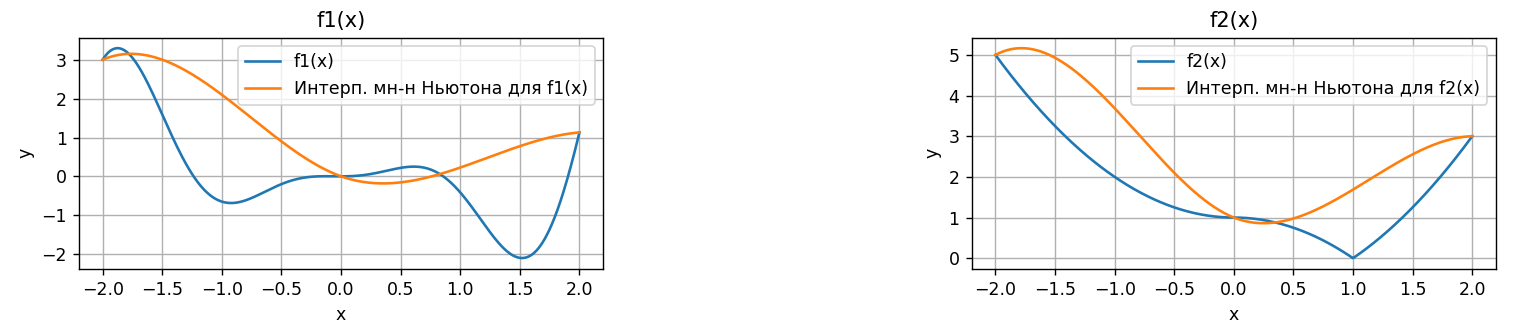 f1(x)
f1(x)
Интерп. мн-н Ньютона для f1(x)
y
3
2
1
0
−1
−2
−2.0 −1.5 −1.0 −0.5 0.0 0.5 1.0 1.5 2.0
x
f2(x)
f2(x)
Интерп. мн-н Ньютона для f2(x)
y
5
4
3
2
1
0
−2.0 −1.5 −1.0 −0.5 0.0 0.5 1.0 1.5 2.0
x